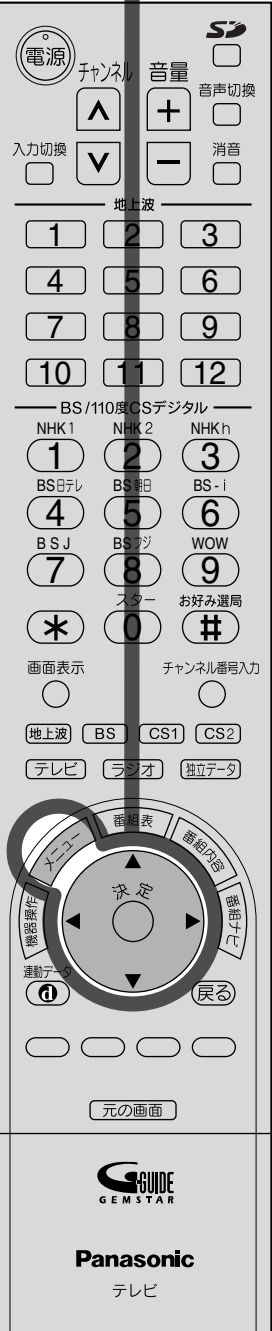 電源
チャンネル 音量
SD
音声切換
入力切換
消音
地上波
1 2 3
4 5 6
7 8 9
10 11 12
BS/110度CSデジタル
NHK1 NHK2 NHKh
1 2 3
BS日テレ BS朝日 BS-i
4 5 6
BSJ BSフジ WOW
7 8 9
スター お好み選局
* 0 #
画面表示 チャンネル番号入力
地上波 BS CS1 CS2
テレビ ラジオ 独立データ
機器操作 メニュー 番組表 番組内容 番組ナビ
決定
連動データ
d 戻る
元の画面
G-GUIDE
GEMSTAR
Panasonic
テレビ